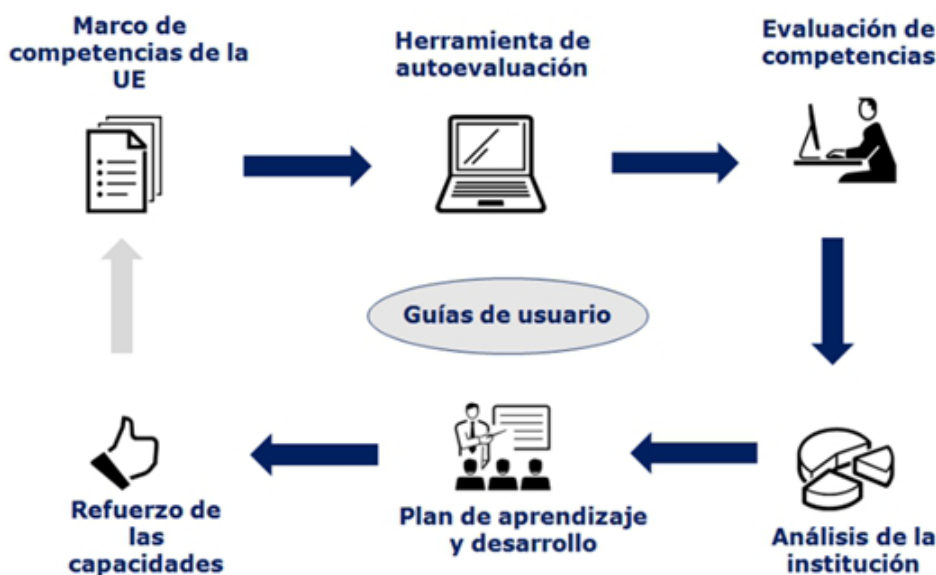 Marco de
competencias de la
UE
Herramienta de
autoevaluación
Evaluación de
competencias
Guías de usuario
Refuerzo de
las
capacidades
Plan de aprendizaje
y desarrollo
Análisis de la
institución